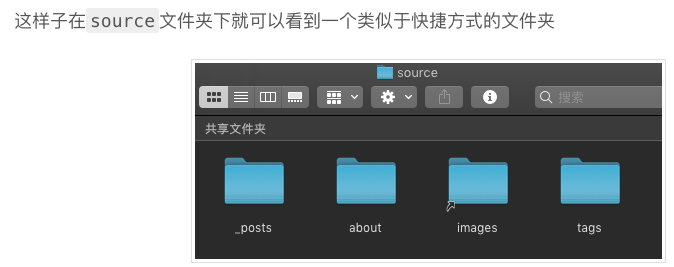 这样子在source文件夹下就可以看到一个类似于快捷方式的文件夹
source
搜索
共享文件夹
_posts about images tags